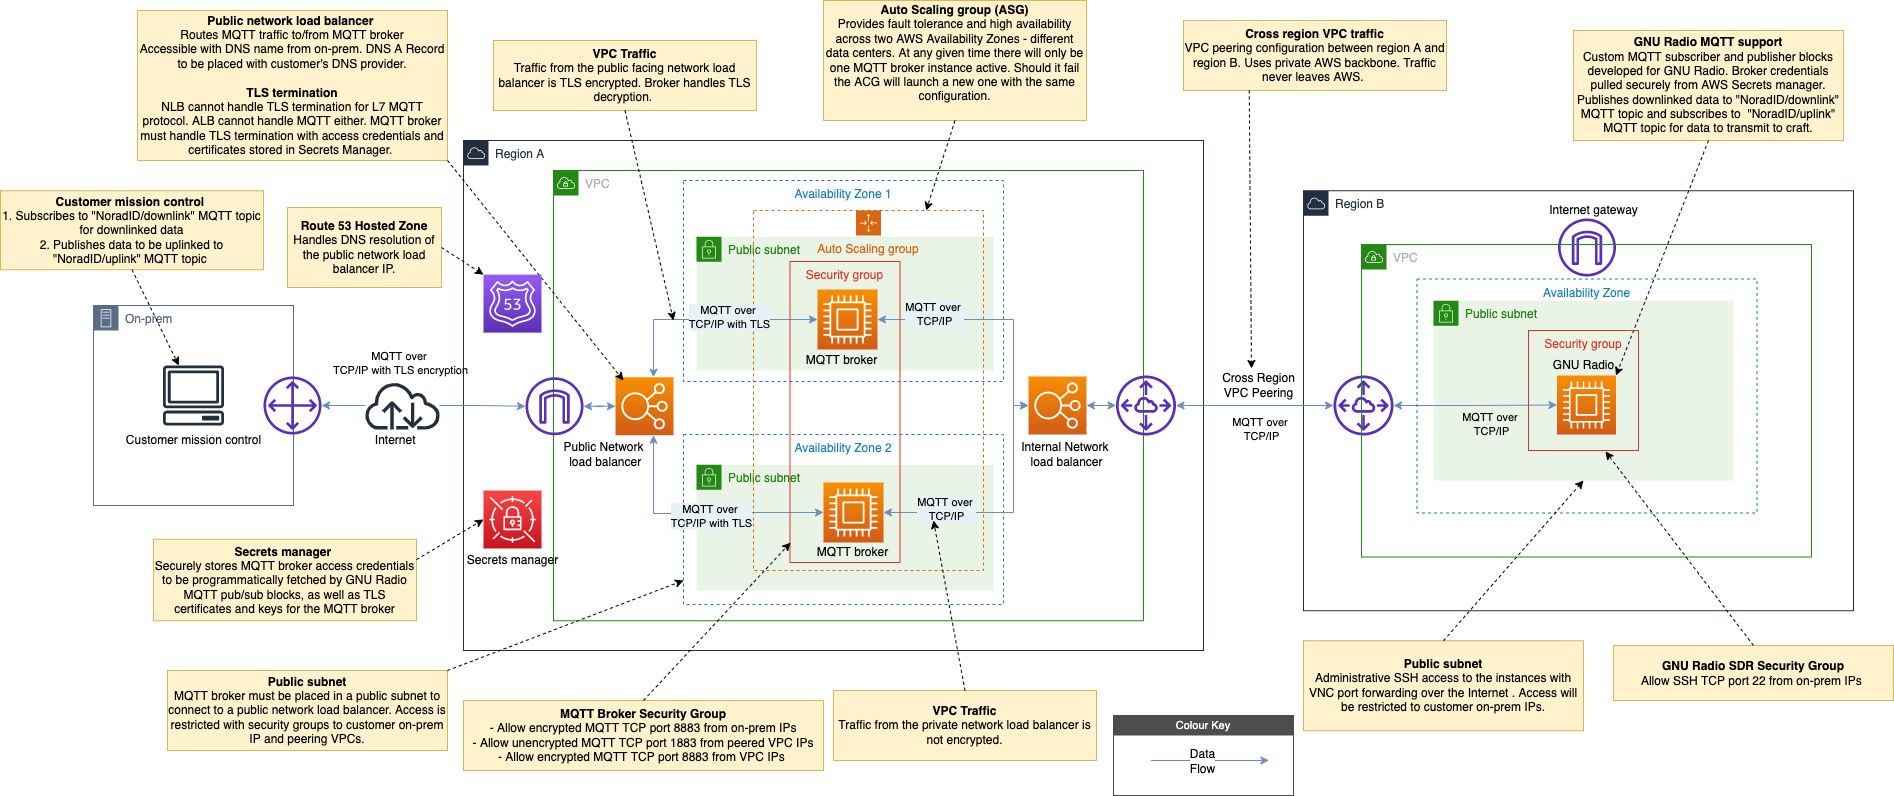 Public network load balancer
Routes MQTT traffic to/from MQTT broker
Accessible with DNS name from on-prem. DNS A Record
to be placed with customer's DNS provider.
TLS termination
NLB cannot handle TLS termination for L7 MQTT
protocol. ALB cannot handle MQTT either. MQTT broker
must handle TLS termination with access credentials and
certificates stored in Secrets Manager.
VPC Traffic
Traffic from the public facing network load
balancer is TLS encrypted. Broker handles TLS
decryption.
Auto Scaling group (ASG)
Provides fault tolerance and high availability
across two AWS Availability Zones - different
data centers. At any given time there will only be
one MQTT broker instance active. Should it fail
the ACG will launch a new one with the same
configuration.
Cross region VPC traffic
VPC peering configuration between region A and
region B. Uses private AWS backbone. Traffic
never leaves AWS.
GNU Radio MQTT support
Custom MQTT subscriber and publisher blocks
developed for GNU Radio. Broker credentials
pulled securely from AWS Secrets manager.
Publishes downlinked data to "NoradID/downlink"
MQTT topic and subscribes to "NoradID/uplink"
MQTT topic for data to transmit to craft.
Customer mission control
1. Subscribes to "NoradID/downlink" MQTT topic
for downlinked data
2. Publishes data to be uplinked to
"NoradID/uplink" MQTT topic
Route 53 Hosted Zone
Handles DNS resolution of
the public network load
balancer IP.
Region A
VPC
Availability Zone 1
Public subnet
Auto Scaling group
Security group
MQTT over
TCP/IP with TLS
MQTT over
TCP/IP
MQTT broker
53
On-prem
Customer mission control
MQTT over
TCP/IP with TLS encryption
Internet
Public Network
load balancer
Internal Network
load balancer
Availability Zone 2
Public subnet
MQTT over
TCP/IP with TLS
MQTT over
TCP/IP
MQTT broker
Secrets manager
Cross Region
VPC Peering
MQTT over
TCP/IP
Region B
Internet gateway
VPC
Availability Zone
Public subnet
Security group
GNU Radio
MQTT over
TCP/IP
Secrets manager
Securely stores MQTT broker access credentials
to be programmatically fetched by GNU Radio
MQTT pub/sub blocks, as well as TLS
certificates and keys for the MQTT broker
Public subnet
MQTT broker must be placed in a public subnet to
connect to a public network load balancer. Access is
restricted with security groups to customer on-prem
IP and peering VPCs.
MQTT Broker Security Group
- Allow encrypted MQTT TCP port 8883 from on-prem IPs
- Allow unencrypted MQTT TCP port 1883 from peered VPC IPs
- Allow encrypted MQTT TCP port 8883 from VPC IPs
VPC Traffic
Traffic from the private network load balancer is
not encrypted.
Colour Key
Data
Flow
Public subnet
Administrative SSH access to the instances with
VNC port forwarding over the Internet . Access will
be restricted to customer on-prem IPs.
GNU Radio SDR Security Group
Allow SSH TCP port 22 from on-prem IPs